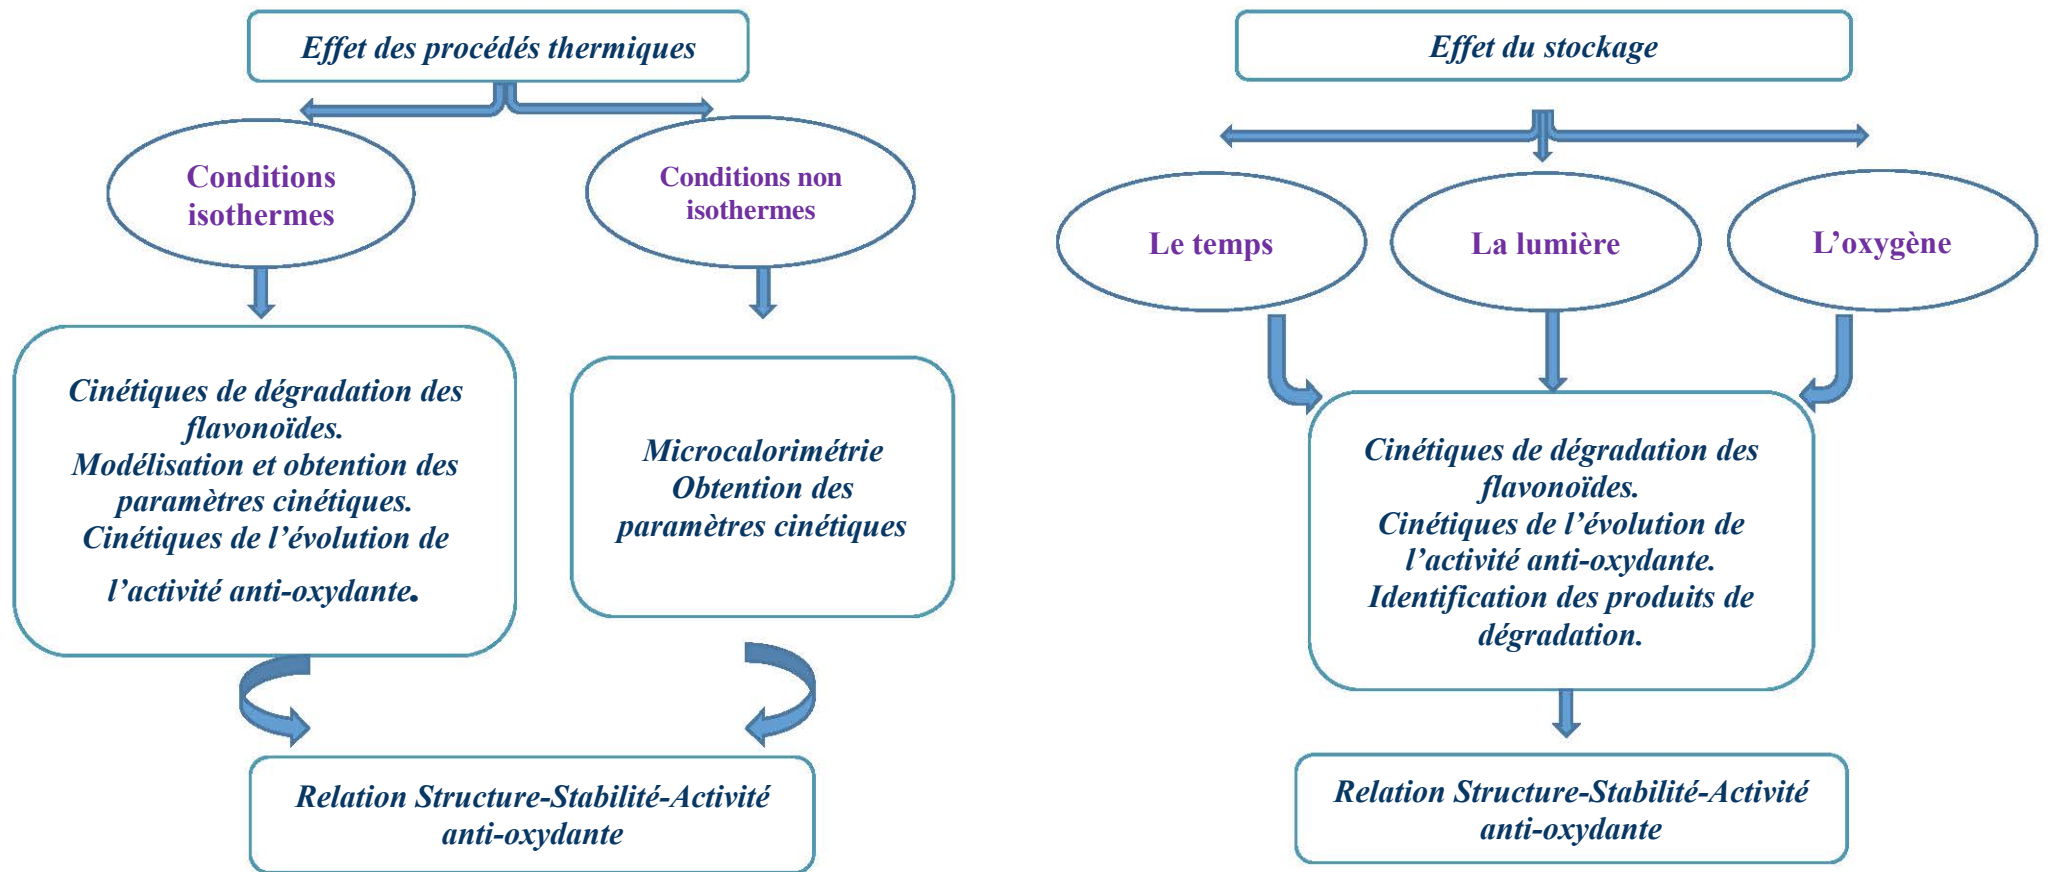 Effet des procédés thermiques
Conditions
isothermes
Conditions non
isothermes
Cinétiques de dégradation des
flavonoïdes.
Modélisation et obtention des
paramètres cinétiques.
Cinétiques de l’évolution de
l’activité anti-oxydante.
Microcalorimétrie
Obtention des
paramètres cinétiques
Relation Structure-Stabilité-Activité
anti-oxydante
Effet du stockage
Le temps
La lumière
L’oxygène
Cinétiques de dégradation des
flavonoïdes.
Cinétiques de l’évolution de
l’activité anti-oxydante.
Identification des produits de
dégradation.
Relation Structure-Stabilité-Activité
anti-oxydante